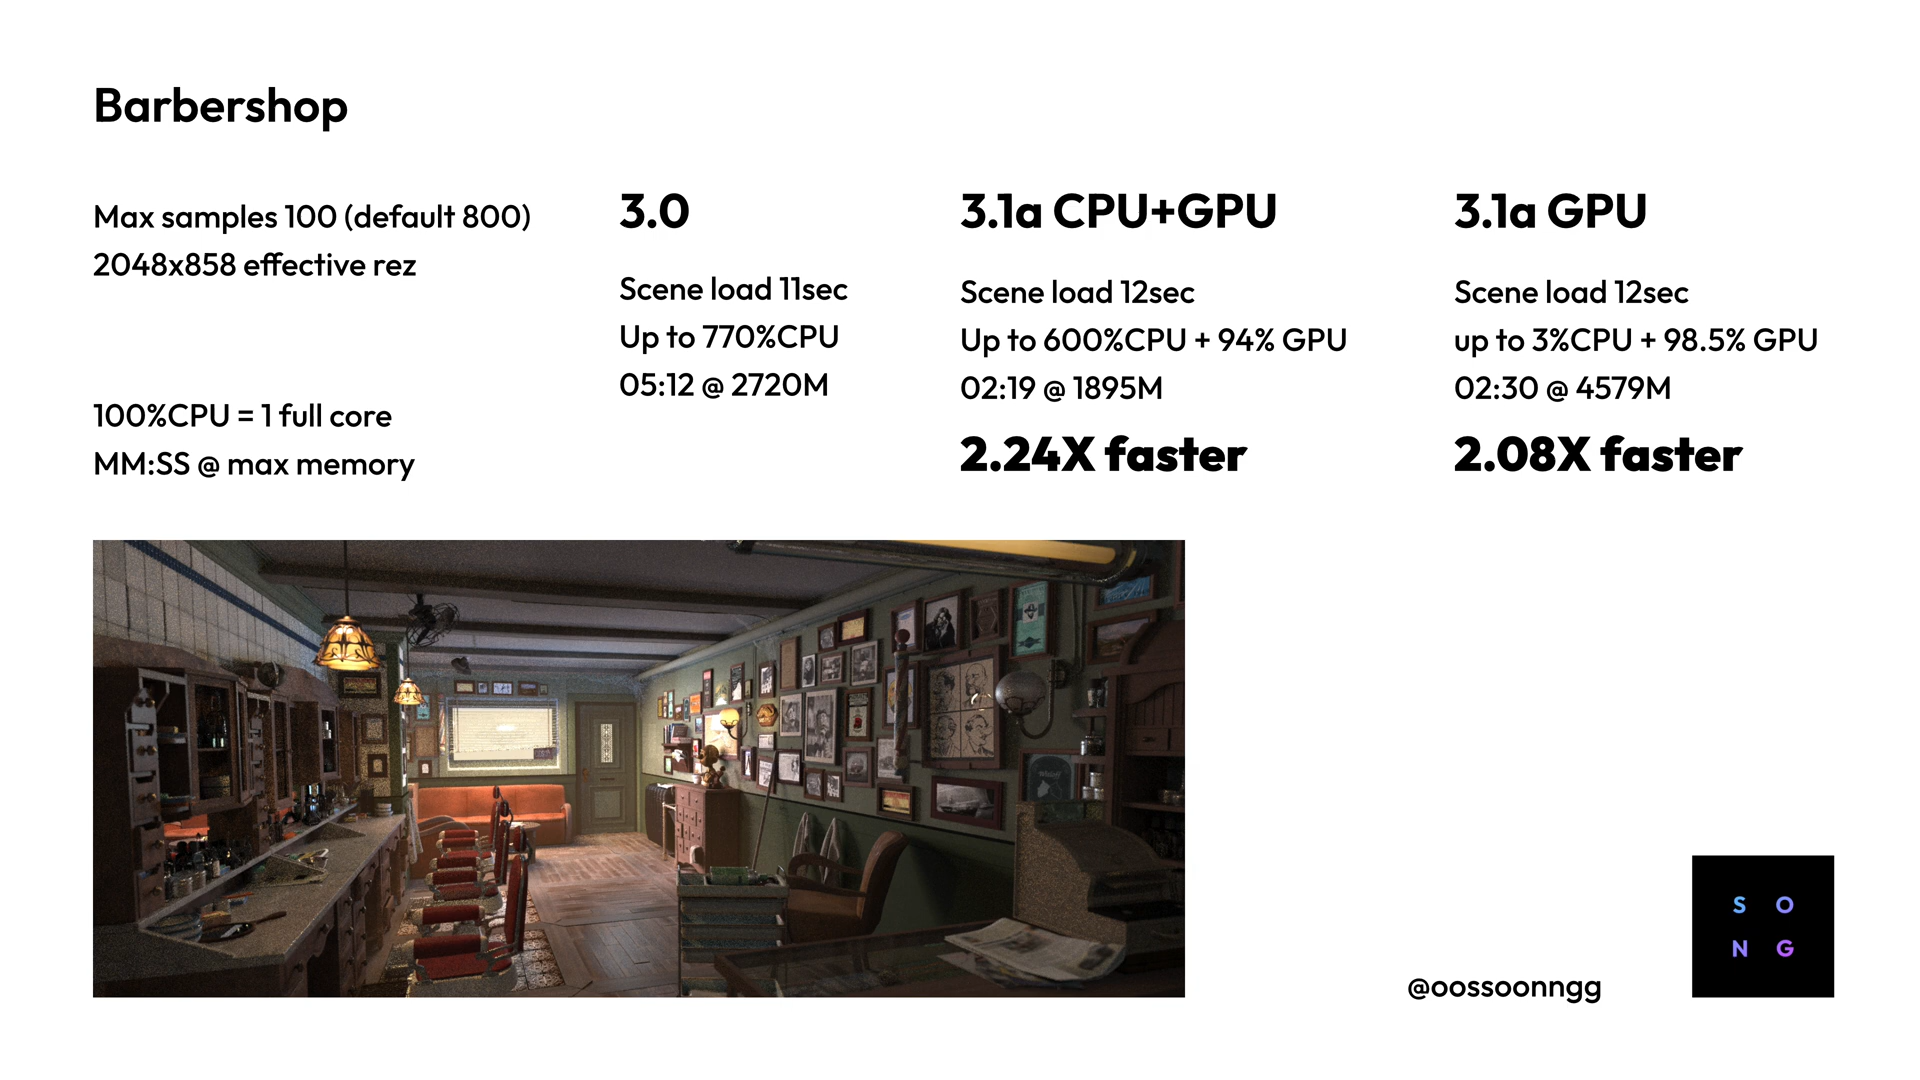 Barbershop
Max samples 100 (default 800)
2048x858 effective rez
100%CPU = 1 full core
MM:SS @ max memory
3.0
Scene load 11sec
Up to 770%CPU
05:12 @ 2720M
3.1a CPU+GPU
Scene load 12sec
Up to 600%CPU + 94% GPU
02:19 @ 1895M
2.24X faster
3.1a GPU
Scene load 12sec
up to 3%CPU + 98.5% GPU
02:30 @ 4579M
2.08X faster
@oossoonngg
S O
N G